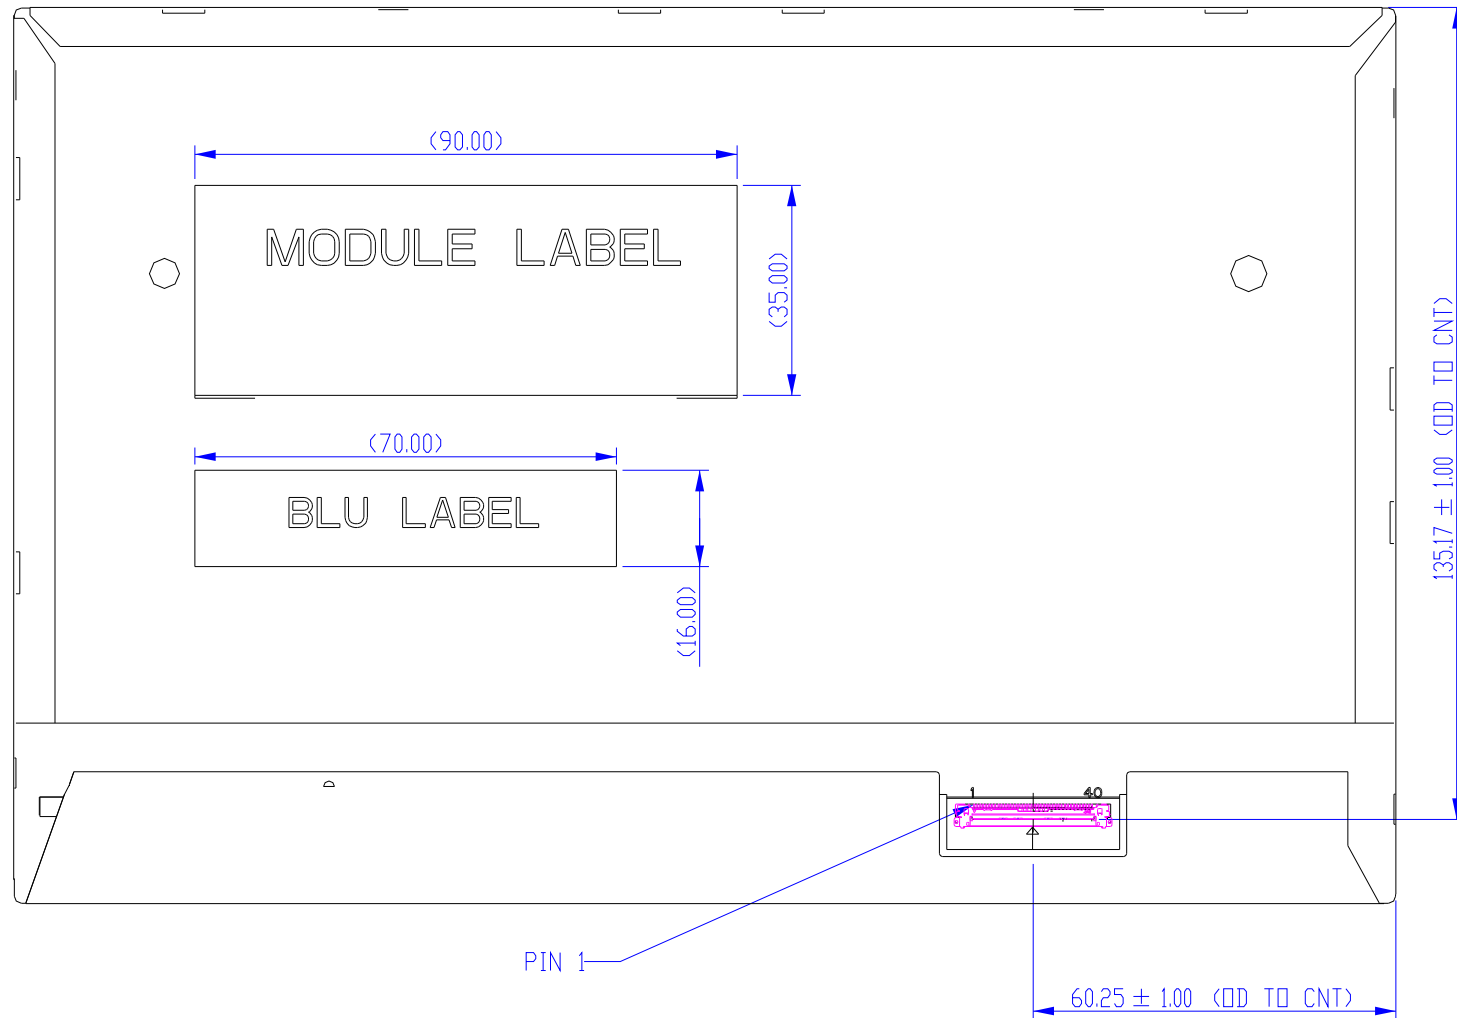 (90.00)
MODULE LABEL
(35.00)
(70.00)
BLU LABEL
(16.00)
135.17 ± 1.00 (OD TO CNT)
1 40
PIN 1
60.25 ± 1.00 (OD TO CNT)